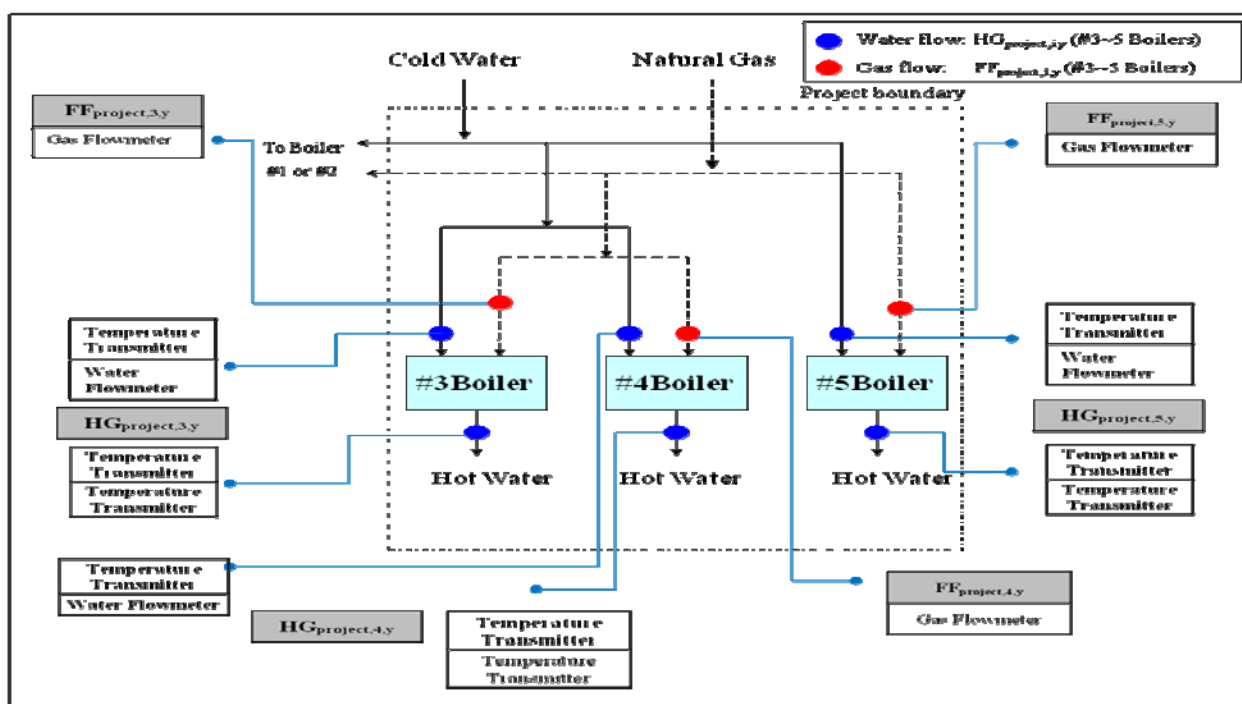 Water flow: HGproject,i,y (#3~5 Boilers)
Gas flow: FFproject,i,y (#3~5 Boilers)
Cold Water
Natural Gas
Project boundary
FFproject,3,y
Gas Flowmeter
FFproject,5,y
Gas Flowmeter
To Boiler
#1 or #2
Temperature
Transmitter
Water
Flowmeter
Temperature
Transmitter
Water
Flowmeter
#3Boiler
#4Boiler
#5Boiler
HGproject,3,y
HGproject,5,y
Temperature
Transmitter
Temperature
Transmitter
Hot Water
Hot Water
Hot Water
Temperature
Transmitter
Temperature
Transmitter
Temperature
Transmitter
Water Flowmeter
HGproject,4,y
Temperature
Transmitter
Temperature
Transmitter
FFproject,4,y
Gas Flowmeter